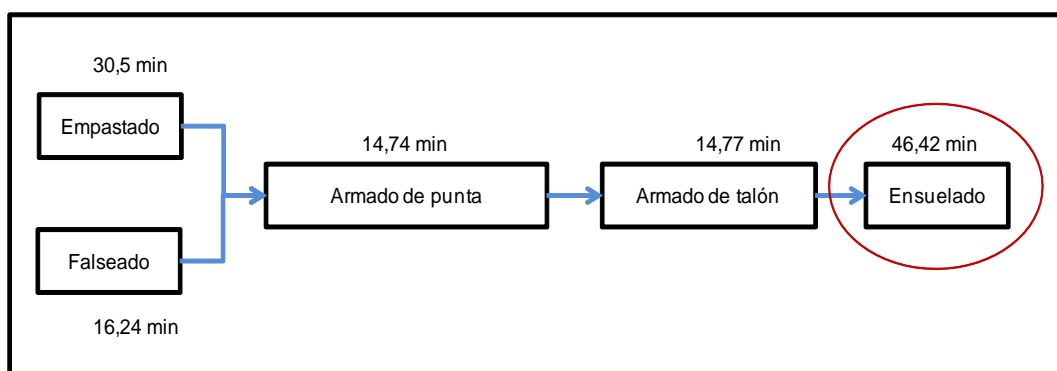 30,5 min
Empastado
Falseado
16,24 min
14,74 min
Armado de punta
14,77 min
Armado de talón
46,42 min
Ensuelado